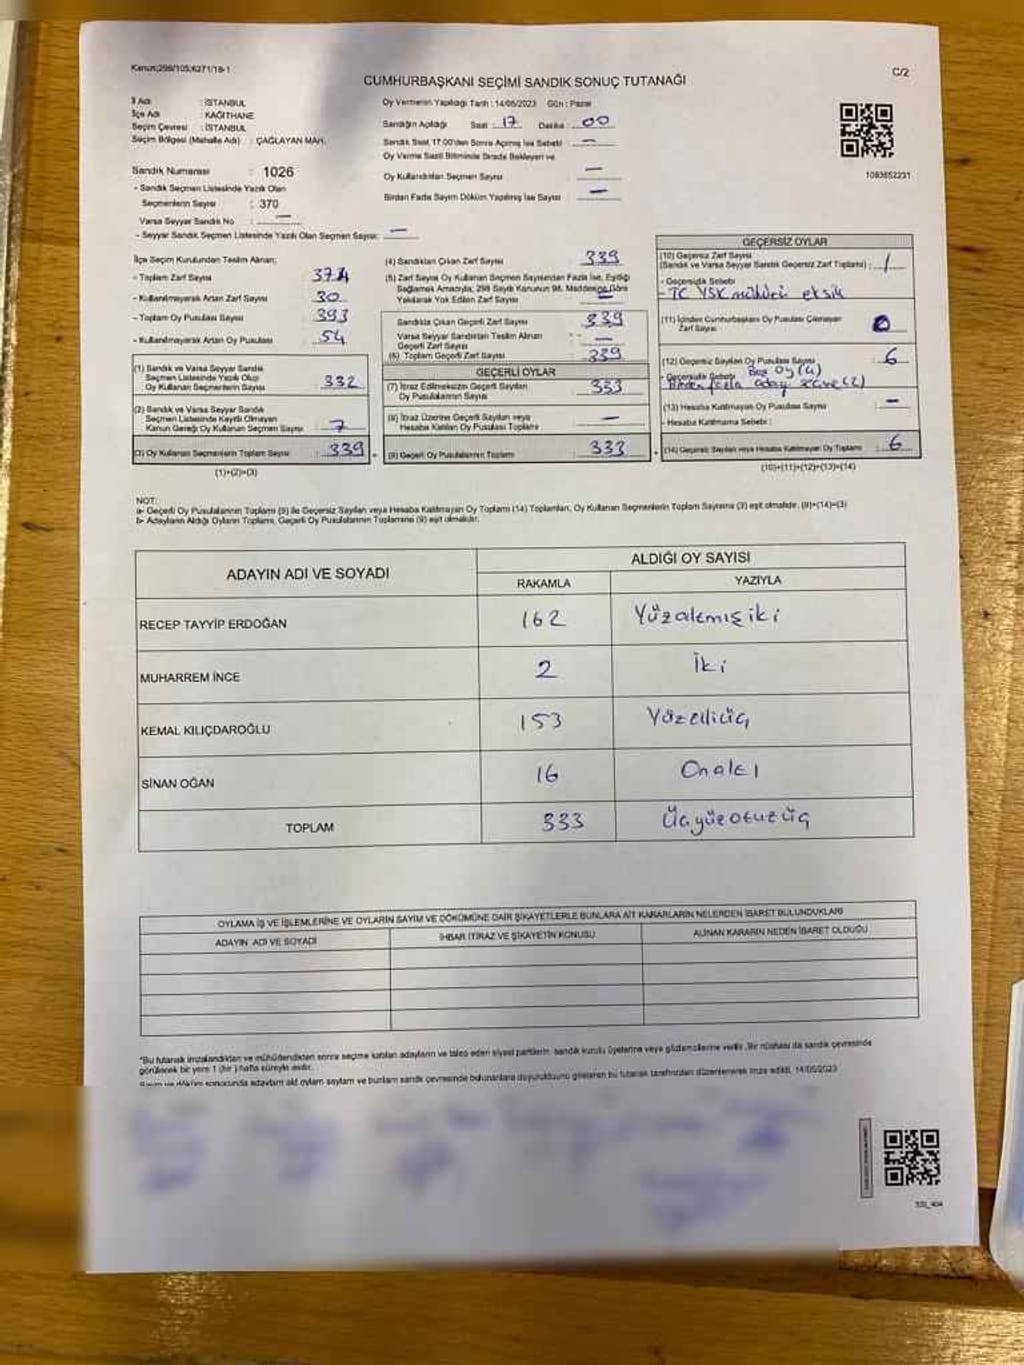 Kanun;298/105;6271/18-1
CUMHURBAŞKANI SEÇİMİ SANDIK SONUÇ TUTANAĞI
C/2
İl Adı : İSTANBUL
İlçe Adı : KAĞITHANE
Seçim Çevresi : İSTANBUL
Seçim Bölgesi (Mahalle Adı) : ÇAĞLAYAN MAH.
Oy Vermenin Yapıldığı Tarih : 14/05/2023 Gün : Pazar
Sandığın Açıldığı Saat : 17 Dakika : 00
Sandık Saat 17:00'den Sonra Açılmış İse Sebebi : -
Oy Verme Saati Bitiminde Sırada Bekleyen ve
Oy Kullandırılan Seçmen Sayısı : -
Birden Fazla Sayım Döküm Yapılmış İse Sayısı : -
1093652231
Sandık Numarası : 1026
- Sandık Seçmen Listesinde Yazılı Olan
Seçmenlerin Sayısı : 370
Varsa Seyyar Sandık No : -
- Seyyar Sandık Seçmen Listesinde Yazılı Olan Seçmen Sayısı: -
İlçe Seçim Kurulundan Teslim Alınan;
- Toplam Zarf Sayısı : 374
- Kullanılmayarak Artan Zarf Sayısı : 30
- Toplam Oy Pusulası Sayısı : 393
- Kullanılmayarak Artan Oy Pusulası : 54
(1) Sandık ve Varsa Seyyar Sandık
Seçmen Listesinde Yazılı Olup
Oy Kullanan Seçmenlerin Sayısı : 332
(2) Sandık ve Varsa Seyyar Sandık
Seçmen Listesinde Kayıtlı Olmayan
Kanun Gereği Oy Kullanan Seçmen Sayısı : 7
(3) Oy Kullanan Seçmenlerin Toplam Sayısı : 339
(1)+(2)=(3)
(4) Sandıktan Çıkan Zarf Sayısı : 339
(5) Zarf Sayısı Oy Kullanan Seçmen Sayısından Fazla İse, Eşitliği
Sağlamak Amacıyla; 298 Sayılı Kanunun 98. Maddesine Göre
Yakılarak Yok Edilen Zarf Sayısı : -
Sandıkta Çıkan Geçerli Zarf Sayısı : 339
Varsa Seyyar Sandıktan Teslim Alınan
Geçerli Zarf Sayısı : -
(6) Toplam Geçerli Zarf Sayısı : 339
GEÇERLİ OYLAR
(7) İtiraz Edilmeksizin Geçerli Sayılan
Oy Pusulalarının Sayısı : 333
(8) İtiraz Üzerine Geçerli Sayılan veya
Hesaba Katılan Oy Pusulası Toplamı : -
(9) Geçerli Oy Pusulalarının Toplamı : 333
GEÇERSİZ OYLAR
(10) Geçersiz Zarf Sayısı
(Sandık ve Varsa Seyyar Sandık Geçersiz Zarf Toplamı) :
- Geçersizlik Sebebi
- TC YSK mühürü eksik
(11) İçinden Cumhurbaşkanı Oy Pusulası Çıkmayan
Zarf Sayısı : 0
(12) Geçersiz Sayılan Oy Pusulası Sayısı : 6
- Geçersizlik Sebebi : Boş Oy (4)
Birden fazla aday seçme (2)
(13) Hesaba Katılmayan Oy Pusulası Sayısı : -
- Hesaba Katılmama Sebebi :
(14) Geçersiz Sayılan veya Hesaba Katılmayan Oy Toplamı : 6
(10)+(11)+(12)+(13)=(14)
NOT:
a- Geçerli Oy Pusulalarının Toplamı (9) ile Geçersiz Sayılan veya Hesaba Katılmayan Oy Toplamı (14) Toplamları, Oy Kullanan Seçmenlerin Toplam Sayısına (3) eşit olmalıdır. (9)+(14)=(3)
b- Adayların Aldığı Oyların Toplamı, Geçerli Oy Pusulalarının Toplamına (9) eşit olmalıdır.
ADAYIN ADI VE SOYADI
ALDIĞI OY SAYISI
RAKAMLA
YAZIYLA
RECEP TAYYİP ERDOĞAN 162 Yüzaltmışiki
MUHARREM İNCE 2 İki
KEMAL KILIÇDAROĞLU 153 Yüzelliüç
SİNAN OĞAN 16 Onaltı
TOPLAM 333 Üçyüzotuzüç
OYLAMA İŞ VE İŞLEMLERİNE VE OYLARIN SAYIM VE DÖKÜMÜNE DAİR ŞİKAYETLERLE BUNLARA AİT KARARLARIN NELERDEN İBARET BULUNDUKLARI
ADAYIN ADI VE SOYADI
İHBAR İTİRAZ VE ŞİKAYETİN KONUSU
ALINAN KARARIN NEDEN İBARET OLDUĞU
*Bu tutanak imzalandıktan ve mühürlendikten sonra seçime katılan adayların ve talep eden siyasi partilerin sandık kurulu üyelerine veya gözlemcilerine verilir. Bir nüshası da sandık çevresinde
görülecek bir yere 1 (bir) hafta süreyle asılır.
Sayım ve döküm sonucunda adayların aldığı oyların sayıları ve bunların sandık çevresinde bulunanlara duyurulduğunu gösteren bu tutanak tarafımızdan düzenlenerek imza edildi. 14/05/2023